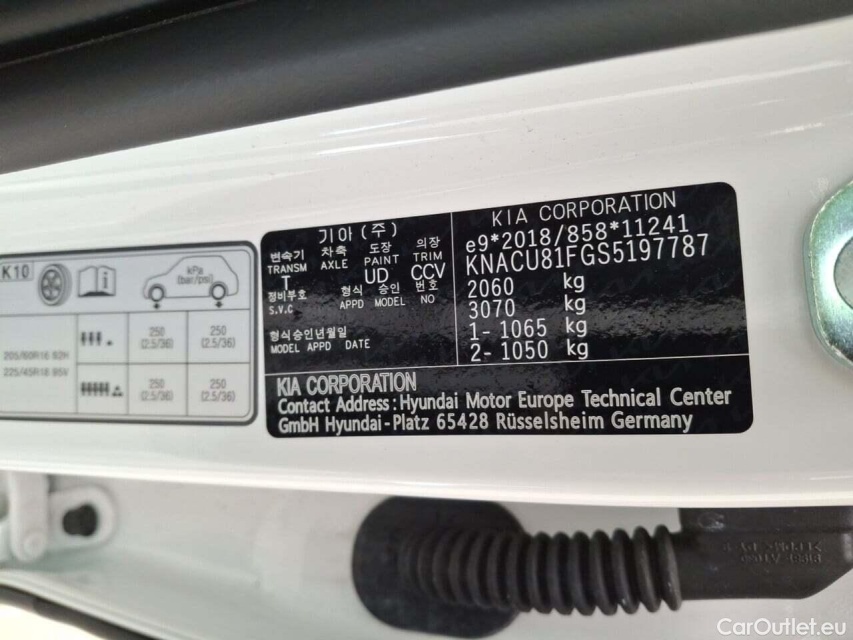 K10
kPa
(bar/psi)
205/60R16 92H
225/45R18 95V
250
(2.5/36)
250
(2.5/36)
250
(2.5/36)
250
(2.5/36)
기아 (주)
변속기 차축 도장 의장
TRANSM AXLE PAINT TRIM
T UD CCV
정비부호 형식 승인 번호
S.V.C APPD MODEL NO
형식승인년월일
MODEL APPD DATE
KIA CORPORATION
e9*2018/858*11241
KNACU81FGS5197787
2060 kg
3070 kg
1- 1065 kg
2- 1050 kg
KIA CORPORATION
Contact Address : Hyundai Motor Europe Technical Center
GmbH Hyundai-Platz 65428 Rüsselsheim Germany
CarOutlet.eu